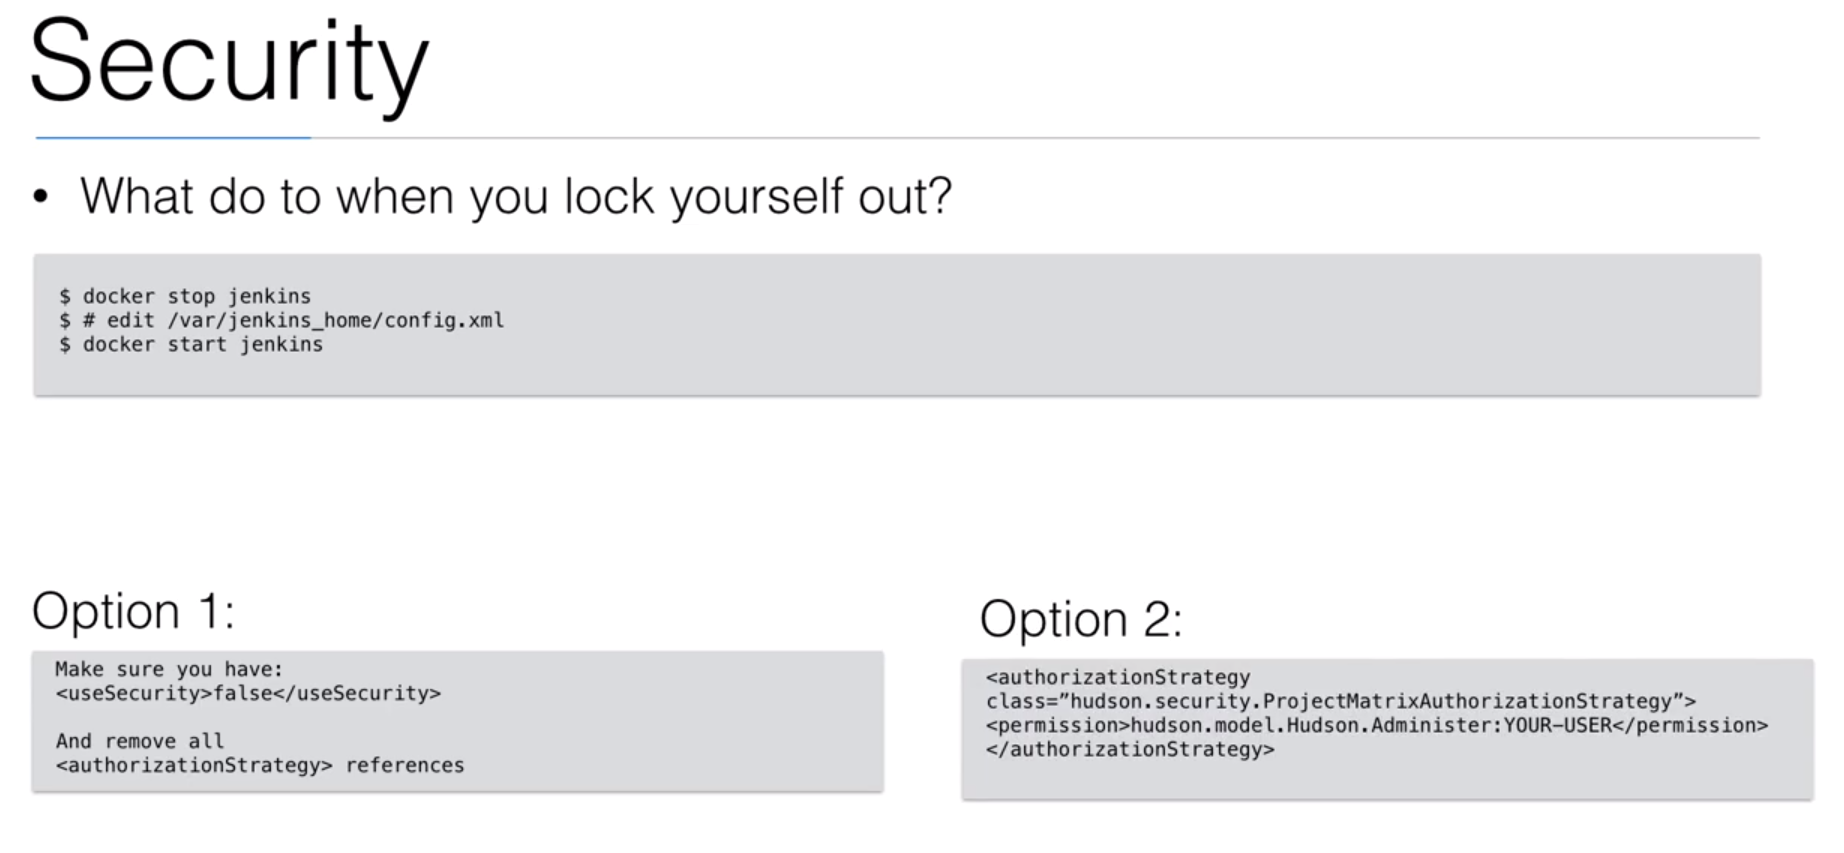 Security
• What do to when you lock yourself out?
$ docker stop jenkins
$ # edit /var/jenkins_home/config.xml
$ docker start jenkins
Option 1:
Make sure you have:
<useSecurity>false</useSecurity>
And remove all
<authorizationStrategy> references
Option 2:
<authorizationStrategy
class=”hudson.security.ProjectMatrixAuthorizationStrategy”>
<permission>hudson.model.Hudson.Administer:YOUR-USER</permission>
</authorizationStrategy>